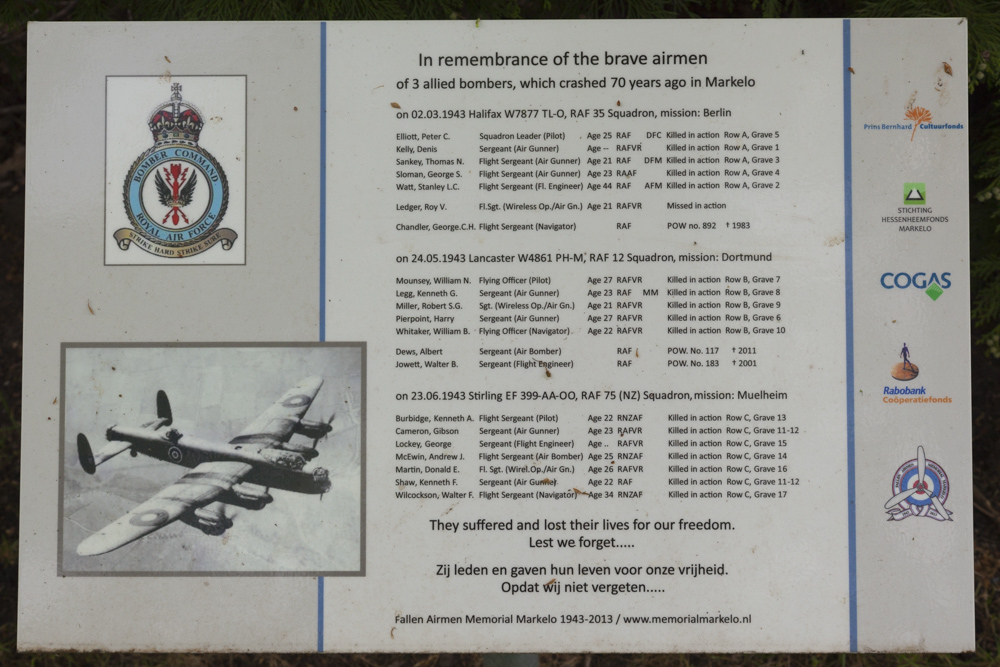 BOMBER COMMAND
ROYAL AIR FORCE
STRIKE HARD STRIKE SURE
In remembrance of the brave airmen
of 3 allied bombers, which crashed 70 years ago in Markelo
on 02.03.1943 Halifax W7877 TL-O, RAF 35 Squadron, mission: Berlin
Elliott, Peter C. Squadron Leader (Pilot) Age 25 RAF DFC Killed in action Row A, Grave 5
Kelly, Denis Sergeant (Air Gunner) Age -- RAFVR Killed in action Row A, Grave 1
Sankey, Thomas N. Flight Sergeant (Air Gunner) Age 21 RAF DFM Killed in action Row A, Grave 3
Sloman, George S. Flight Sergeant (Air Gunner) Age 23 RAAF Killed in action Row A, Grave 4
Watt, Stanley L.C. Flight Sergeant (Fl. Engineer) Age 44 RAF AFM Killed in action Row A, Grave 2
Ledger, Roy V. Fl.Sgt. (Wireless Op./Air Gn.) Age 21 RAFVR Missed in action
Chandler, George.C.H. Flight Sergeant (Navigator) RAF POW no. 892 † 1983
on 24.05.1943 Lancaster W4861 PH-M, RAF 12 Squadron, mission: Dortmund
Mounsey, William N. Flying Officer (Pilot) Age 27 RAFVR Killed in action Row B, Grave 7
Legg, Kenneth G. Sergeant (Air Gunner) Age 23 RAF MM Killed in action Row B, Grave 8
Miller, Robert S.G. Sgt. (Wireless Op./Air Gn.) Age 21 RAFVR Killed in action Row B, Grave 9
Pierpoint, Harry Sergeant (Air Gunner) Age 27 RAFVR Killed in action Row B, Grave 6
Whitaker, William B. Flying Officer (Navigator) Age 22 RAFVR Killed in action Row B, Grave 10
Dews, Albert Sergeant (Air Bomber) RAF POW. No. 117 † 2011
Jowett, Walter B. Sergeant (Flight Engineer) RAF POW. No. 183 † 2001
on 23.06.1943 Stirling EF 399-AA-OO, RAF 75 (NZ) Squadron, mission: Muelheim
Burbidge, Kenneth A. Flight Sergeant (Pilot) Age 22 RNZAF Killed in action Row C, Grave 13
Cameron, Gibson Sergeant (Air Gunner) Age 23 RAFVR Killed in action Row C, Grave 11-12
Lockey, George Sergeant (Flight Engineer) Age .. RAFVR Killed in action Row C, Grave 15
McEwin, Andrew J. Flight Sergeant (Air Bomber) Age 25 RNZAF Killed in action Row C, Grave 14
Martin, Donald E. Fl. Sgt. (Wirel.Op./Air Gn.) Age 26 RAFVR Killed in action Row C, Grave 16
Shaw, Kenneth F. Sergeant (Air Gunner) Age 22 RAF Killed in action Row C, Grave 11-12
Wilcockson, Walter F. Flight Sergeant (Navigator) Age 34 RNZAF Killed in action Row C, Grave 17
They suffered and lost their lives for our freedom.
Lest we forget.....
Zij leden en gaven hun leven voor onze vrijheid.
Opdat wij niet vergeten.....
Fallen Airmen Memorial Markelo 1943-2013 / www.memorialmarkelo.nl
Prins Bernhard Cultuurfonds
STICHTING
HESSENHEEMFONDS
MARKELO
COGAS
Rabobank
Coöperatiefonds